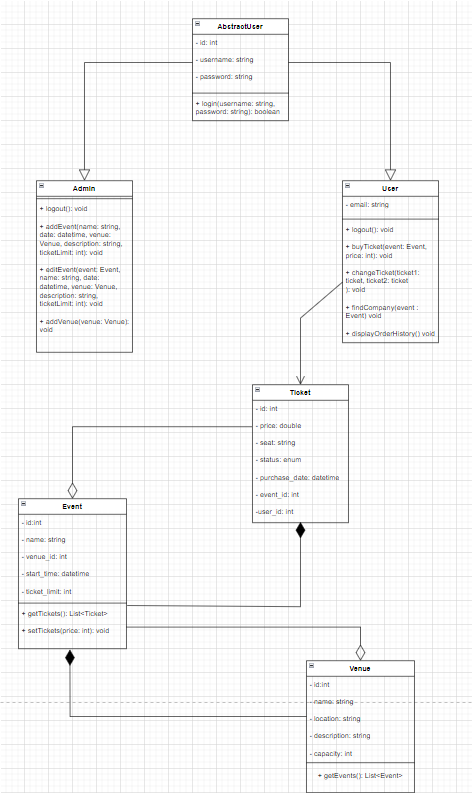 AbstractUser
- id: int
- username: string
- password: string
+ login(username: string,
password: string): boolean
Admin
+ logout(): void
+ addEvent(name: string,
date: datetime, venue:
Venue, description: string,
ticketLimit: int): void
+ editEvent(event: Event,
name: string, date:
datetime, venue: Venue,
description: string,
ticketLimit: int): void
+ addVenue(venue: Venue):
void
User
- email: string
+ logout(): void
+ buyTicket(event: Event,
price: int): void
+ changeTicket(ticket1:
ticket, ticket2: ticket
): void
+ findCompany(event :
Event) void
+ displayOrderHistory() void
Ticket
- id: int
- price: double
- seat: string
- status: enum
- purchase_date: datetime
- event_id: int
-user_id: int
Event
- id:int
- name: string
- venue_id: int
- start_time: datetime
- ticket_limit: int
+ getTickets(): List<Ticket>
+ setTickets(price: int): void
Venue
- id:int
- name: string
- location: string
- description: string
- capacity: int
+ getEvents(): List<Event>